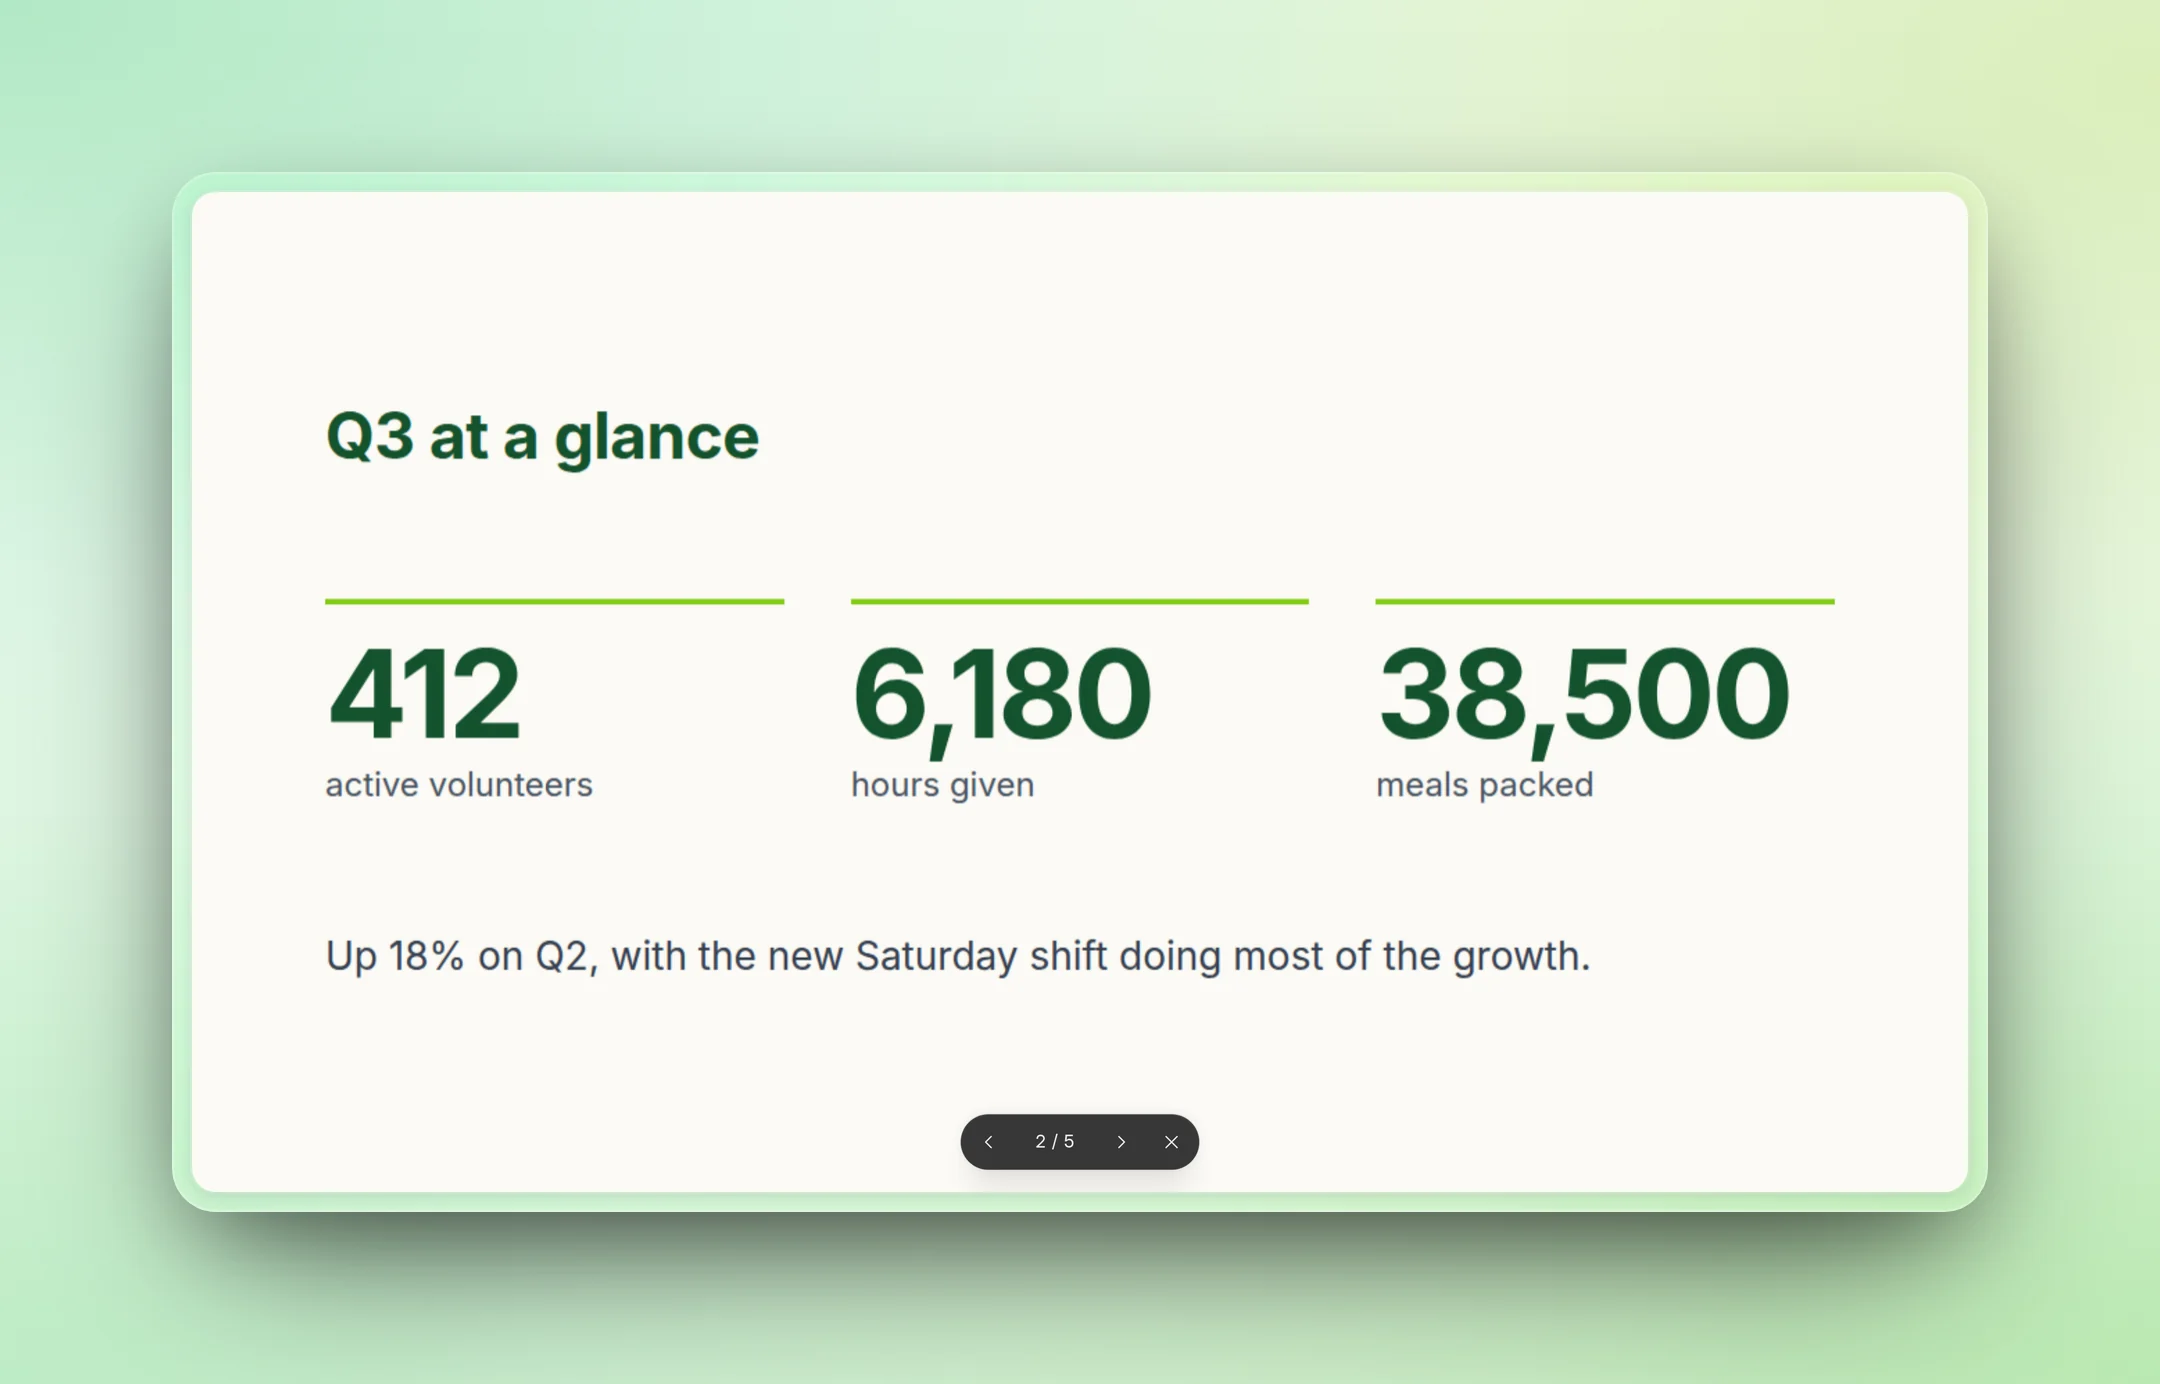 Q3 at a glance
412
active volunteers
6,180
hours given
38,500
meals packed
Up 18% on Q2, with the new Saturday shift doing most of the growth.
2 / 5